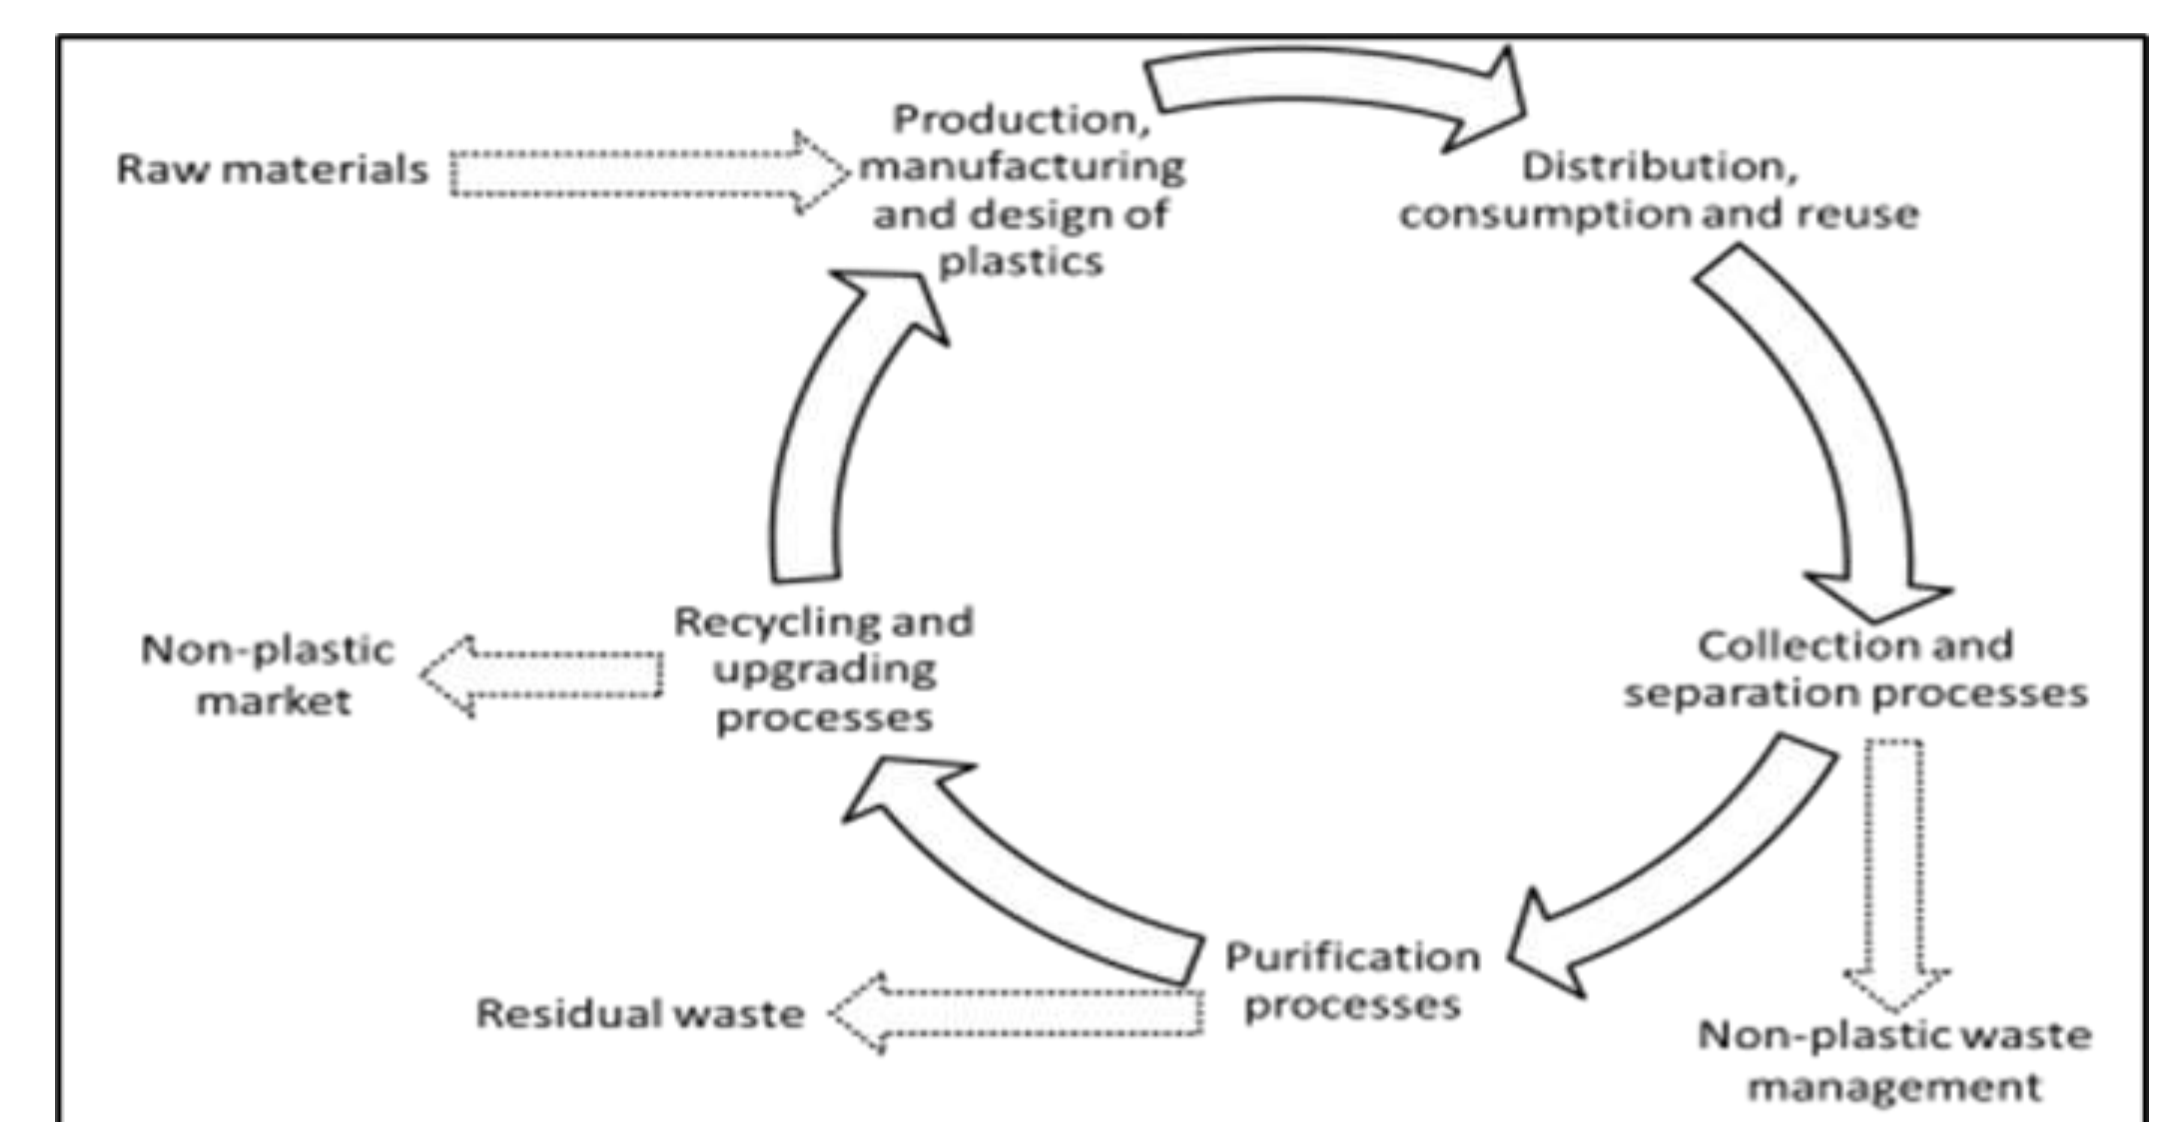 Production,
manufacturing
and design of
plastics
Raw materials
Distribution,
consumption and reuse
Collection and
separation processes
Recycling and
upgrading
processes
Non-plastic
market
Purification
processes
Residual waste
Non-plastic waste
management